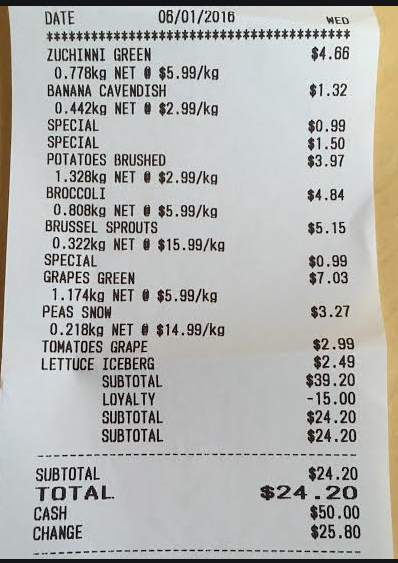 DATE 06/01/2016 WED
***************************************
ZUCHINNI GREEN $4.66
0.778kg NET @ $5.99/kg
BANANA CAVENDISH $1.32
0.442kg NET @ $2.99/kg
SPECIAL $0.99
SPECIAL $1.50
POTATOES BRUSHED $3.97
1.328kg NET @ $2.99/kg
BROCCOLI $4.84
0.808kg NET @ $5.99/kg
BRUSSEL SPROUTS $5.15
0.322kg NET @ $15.99/kg
SPECIAL $0.99
GRAPES GREEN $7.03
1.174kg NET @ $5.99/kg
PEAS SNOW $3.27
0.218kg NET @ $14.99/kg
TOMATOES GRAPE $2.99
LETTUCE ICEBERG $2.49
SUBTOTAL $39.20
LOYALTY -15.00
SUBTOTAL $24.20
SUBTOTAL $24.20
SUBTOTAL $24.20
TOTAL $24.20
CASH $50.00
CHANGE $25.80